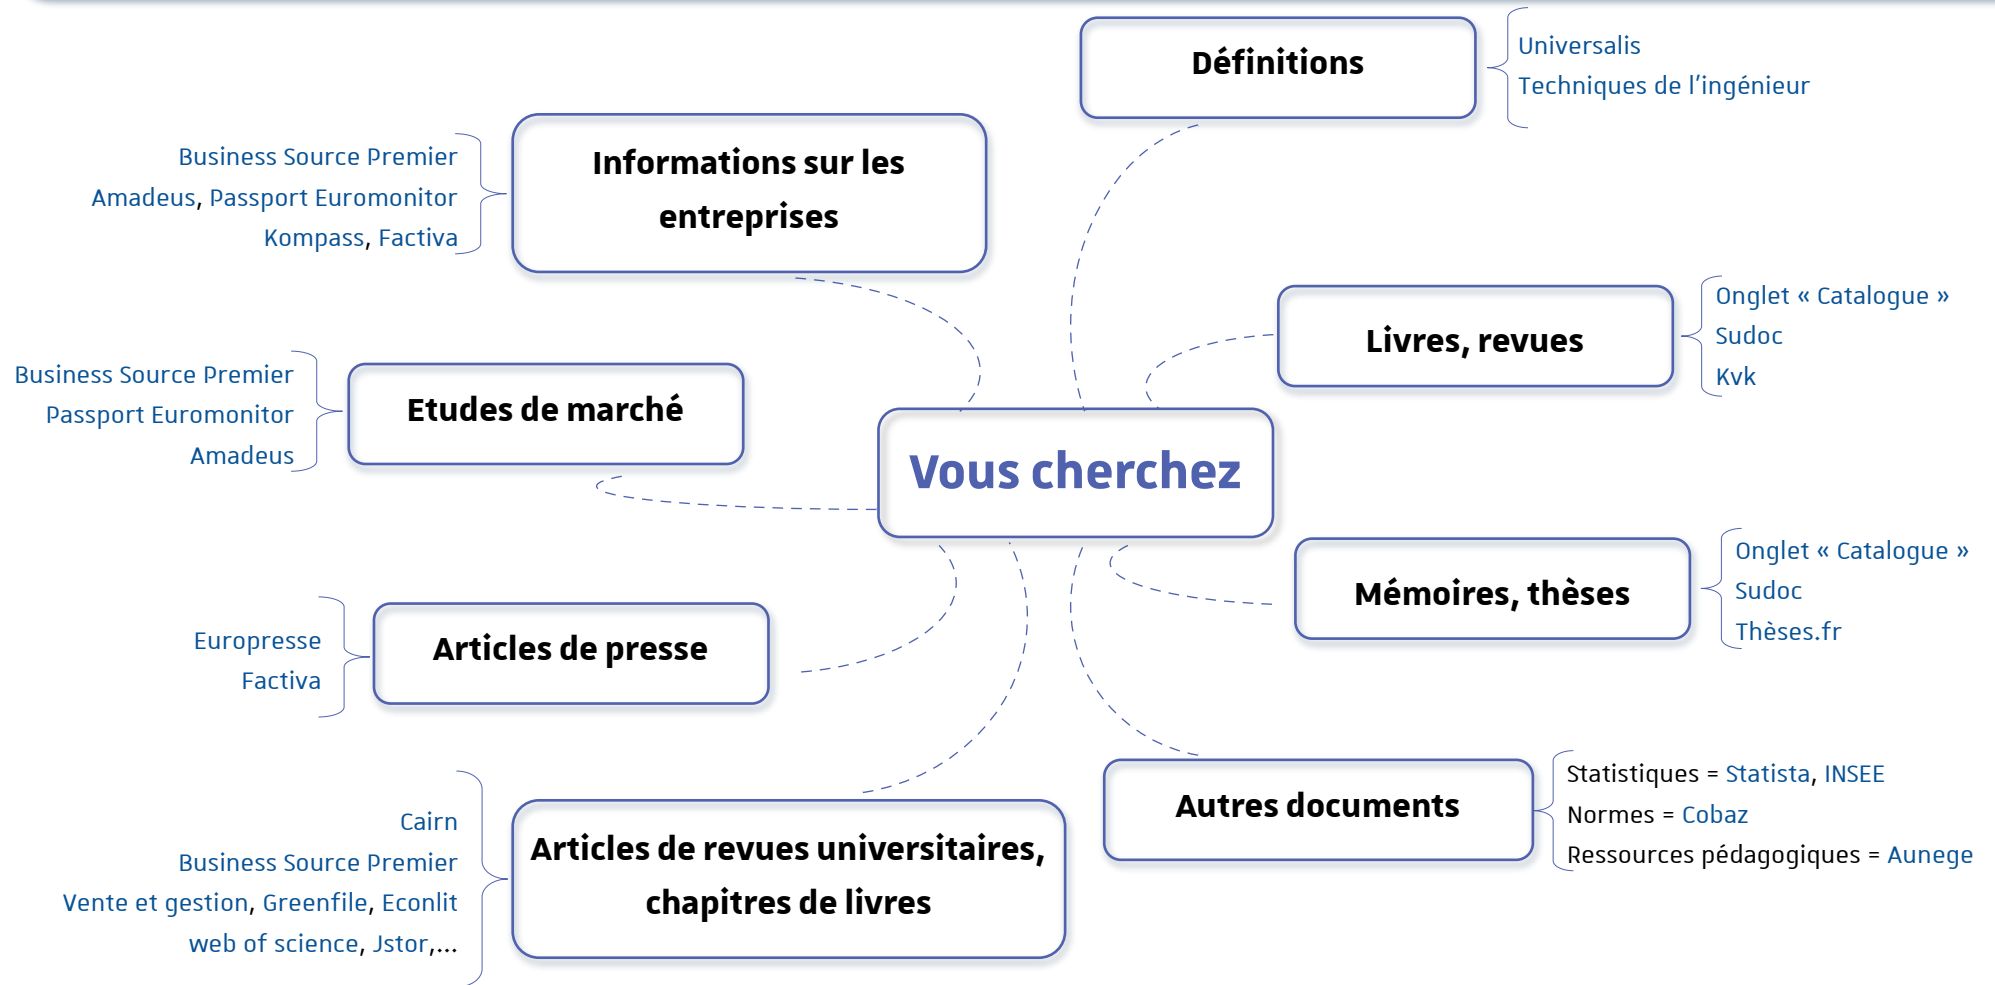 Définitions
Universalis
Techniques de l'ingénieur
Informations sur les
entreprises
Business Source Premier
Amadeus, Passport Euromonitor
Kompass, Factiva
Livres, revues
Onglet « Catalogue »
Sudoc
Kvk
Etudes de marché
Business Source Premier
Passport Euromonitor
Amadeus
Vous cherchez
Mémoires, thèses
Onglet « Catalogue »
Sudoc
Thèses.fr
Articles de presse
Europresse
Factiva
Autres documents
Statistiques = Statista, INSEE
Normes = Cobaz
Ressources pédagogiques = Aunege
Articles de revues universitaires,
chapitres de livres
Cairn
Business Source Premier
Vente et gestion, Greenfile, Econlit
web of science, Jstor,...